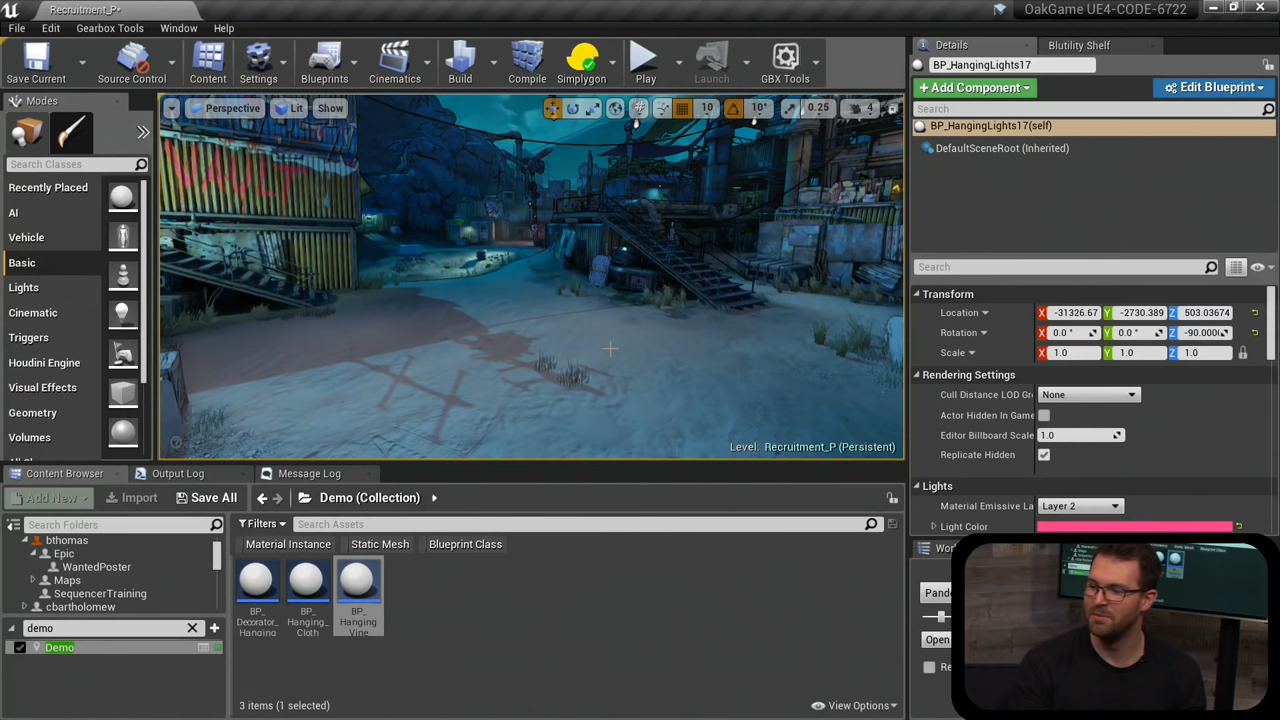 Recruitment_P•
OakGame UE4-CODE-6722
File Edit Gearbox Tools Window Help
Save Current Source Control Content Settings Blueprints Cinematics Build Compile Simplygon Play Launch GBX Tools
Details Blutility Shelf
BP_HangingLights17
+ Add Component Edit Blueprint
Search
BP_HangingLights17(self)
DefaultSceneRoot (Inherited)
Modes
Search Classes
Recently Placed
AI
Vehicle
Basic
Lights
Cinematic
Triggers
Houdini Engine
Visual Effects
Geometry
Volumes
Perspective Lit Show 10 10° 0.25 4
VAULT
Level: Recruitment_P (Persistent)
Search
Transform
Location X -31326.67 Y -2730.389 Z 503.03674
Rotation X 0.0 ° Y 0.0 ° Z -90.000(
Scale X 1.0 Y 1.0 Z 1.0
Rendering Settings
Cull Distance LOD Gr None
Actor Hidden In Game
Editor Billboard Scale 1.0
Replicate Hidden
Lights
Material Emissive La Layer 2
Light Color
Content Browser Output Log Message Log
Add New Import Save All Demo (Collection)
Search Folders
bthomas
Epic
WantedPoster
Maps
SequencerTraining
cbartholomew
demo
Demo
Filters Search Assets
Material Instance Static Mesh Blueprint Class
BP_
Decorator_
Hanging
BP_
Hanging_
Cloth
BP_
Hanging
Vine
3 items (1 selected)
View Options
Wor
Pand
Open
Re